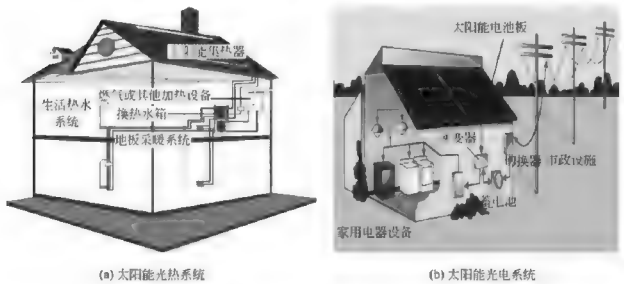 集热器
生活热水
系统
燃气或其他加热设备
换热水箱
地板采暖系统
(a) 太阳能光热系统
太阳能电池板
变器
转换器 市政设施
蓄电池
家用电器设备
(b) 太阳能光电系统